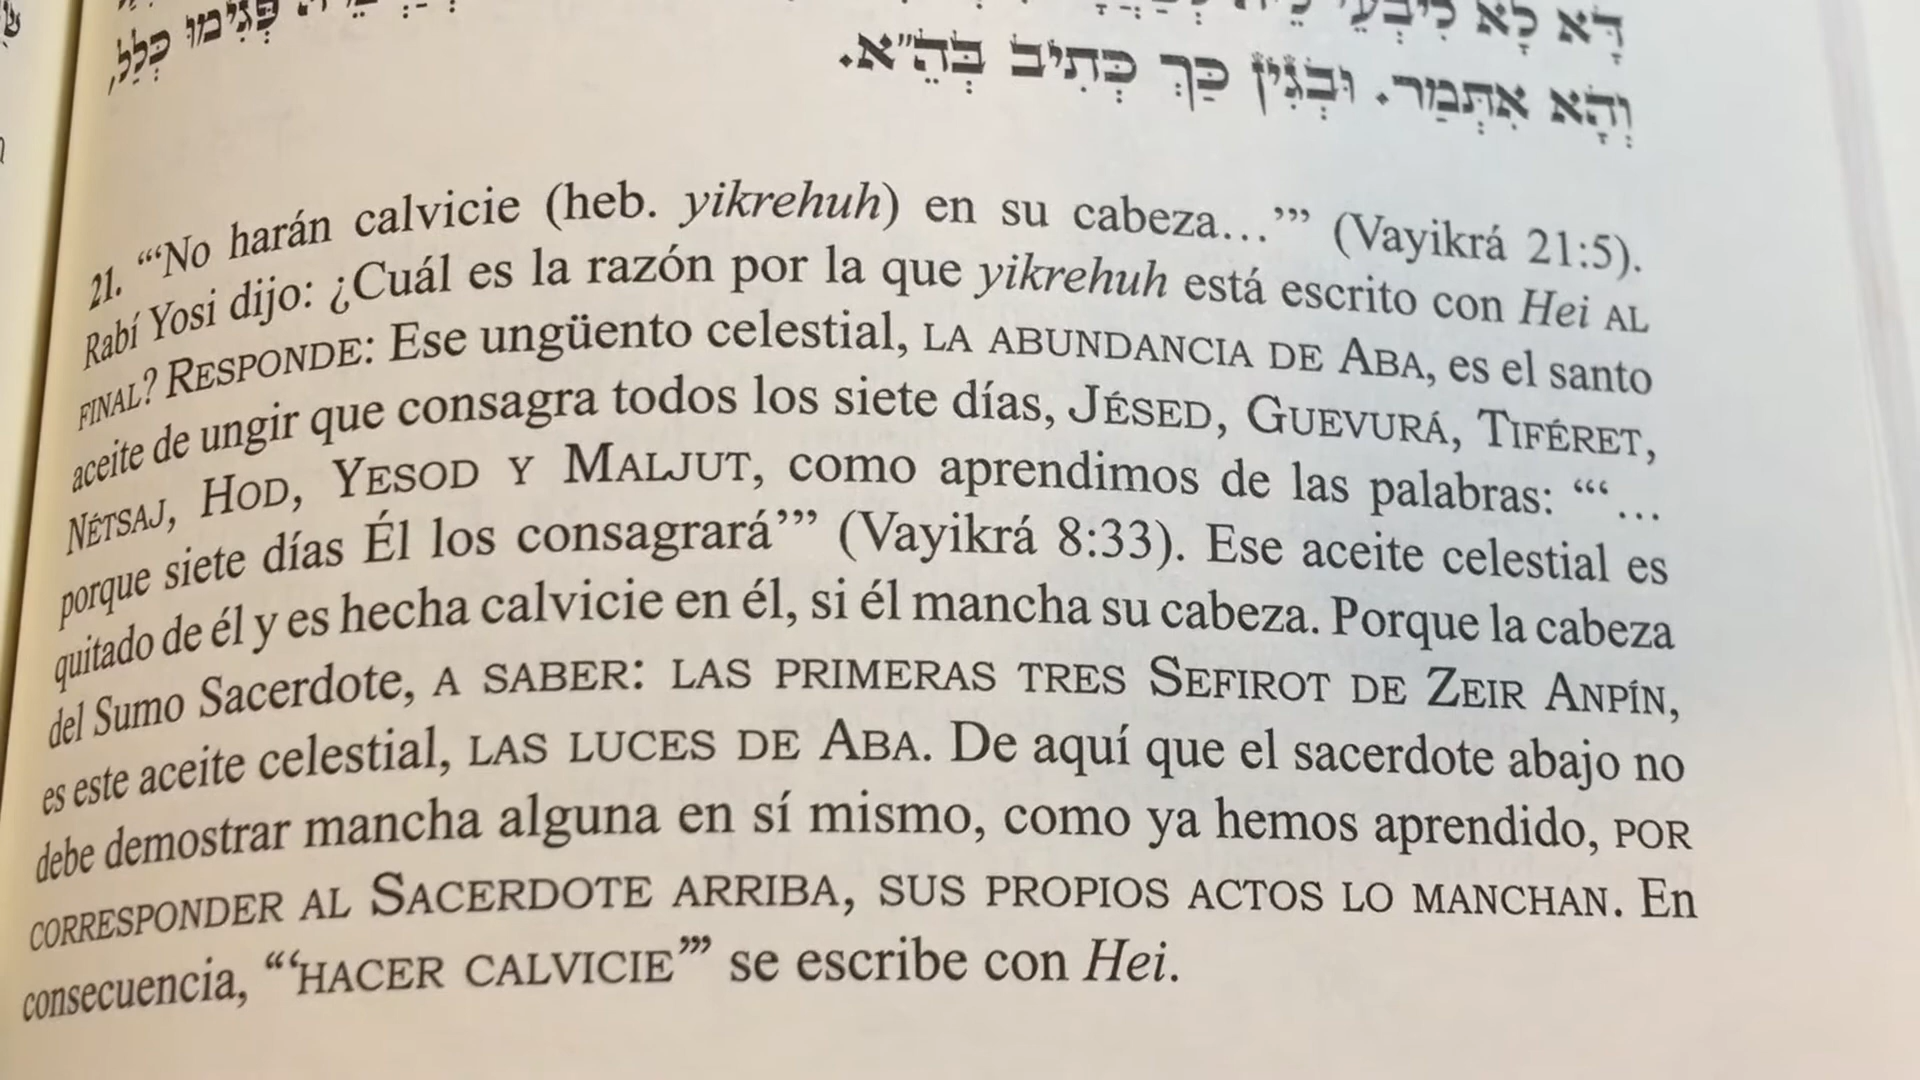 דָּא לָא לִיבְּעֵי
פְּגִימוּ כְּלַל,
וְהָא אִתְּמַר. וּבְגִּין כַּךְ כְּתִיב בְּהֵ״א.
21. “‘No harán calvicie (heb. yikrehuh) en su cabeza…’” (Vayikrá 21:5).
Rabí Yosi dijo: ¿Cuál es la razón por la que yikrehuh está escrito con Hei AL
FINAL? RESPONDE: Ese ungüento celestial, LA ABUNDANCIA DE ABA, es el santo
aceite de ungir que consagra todos los siete días, JÉSED, GUEVURÁ, TIFÉRET,
NÉTSAJ, HOD, YESOD Y MALJUT, como aprendimos de las palabras: “‘…
porque siete días Él los consagrará’” (Vayikrá 8:33). Ese aceite celestial es
quitado de él y es hecha calvicie en él, si él mancha su cabeza. Porque la cabeza
del Sumo Sacerdote, A SABER: LAS PRIMERAS TRES SEFIROT DE ZEIR ANPÍN,
es este aceite celestial, LAS LUCES DE ABA. De aquí que el sacerdote abajo no
debe demostrar mancha alguna en sí mismo, como ya hemos aprendido, POR
CORRESPONDER AL SACERDOTE ARRIBA, SUS PROPIOS ACTOS LO MANCHAN. En
consecuencia, “‘HACER CALVICIE’” se escribe con Hei.